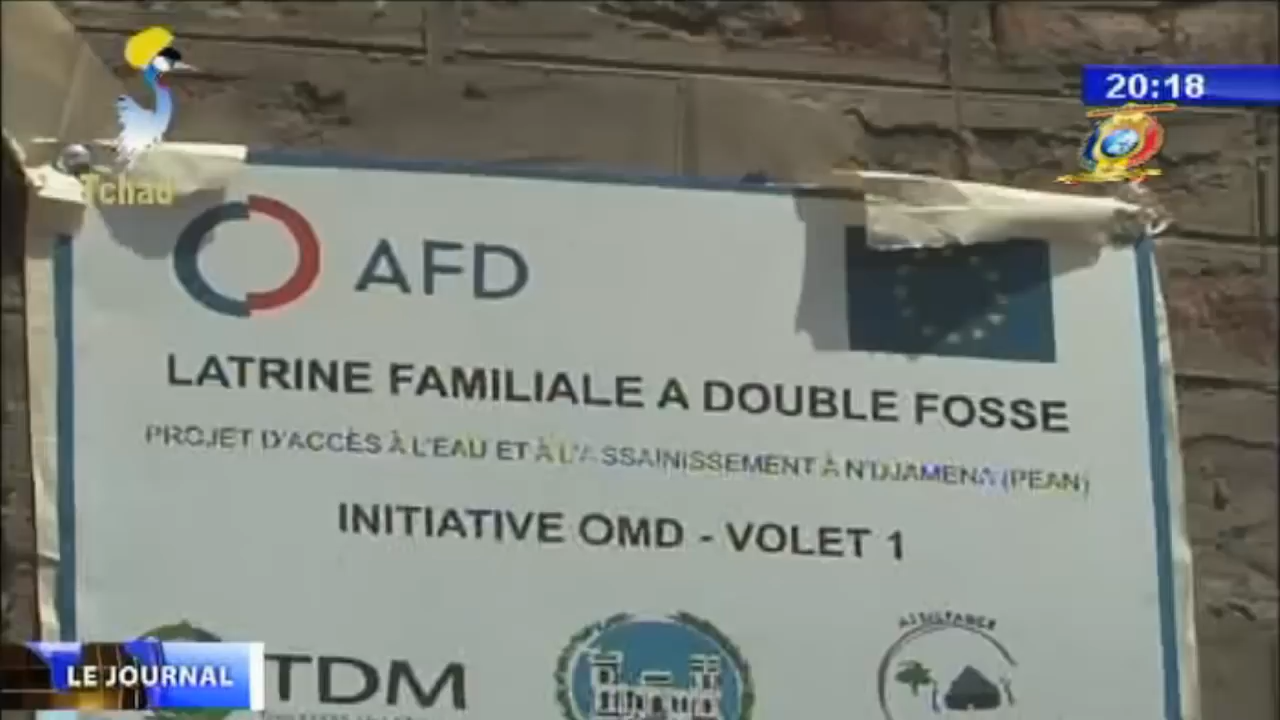 20:18
Tchad
AFD
LATRINE FAMILIALE A DOUBLE FOSSE
PROJET D'ACCÈS À L'EAU ET À L'ASSAINISSEMENT À N'DJAMENA (PEAN)
INITIATIVE OMD - VOLET 1
ASSISTANCE
LE JOURNAL
TDM